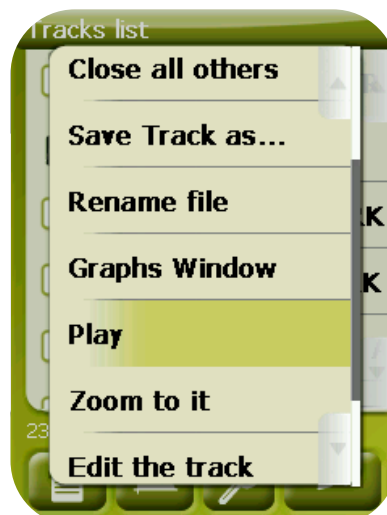 Tracks list
Close all others
Save Track as...
Rename file
Graphs Window
K
Play
K
Zoom to it
23
Edit the track